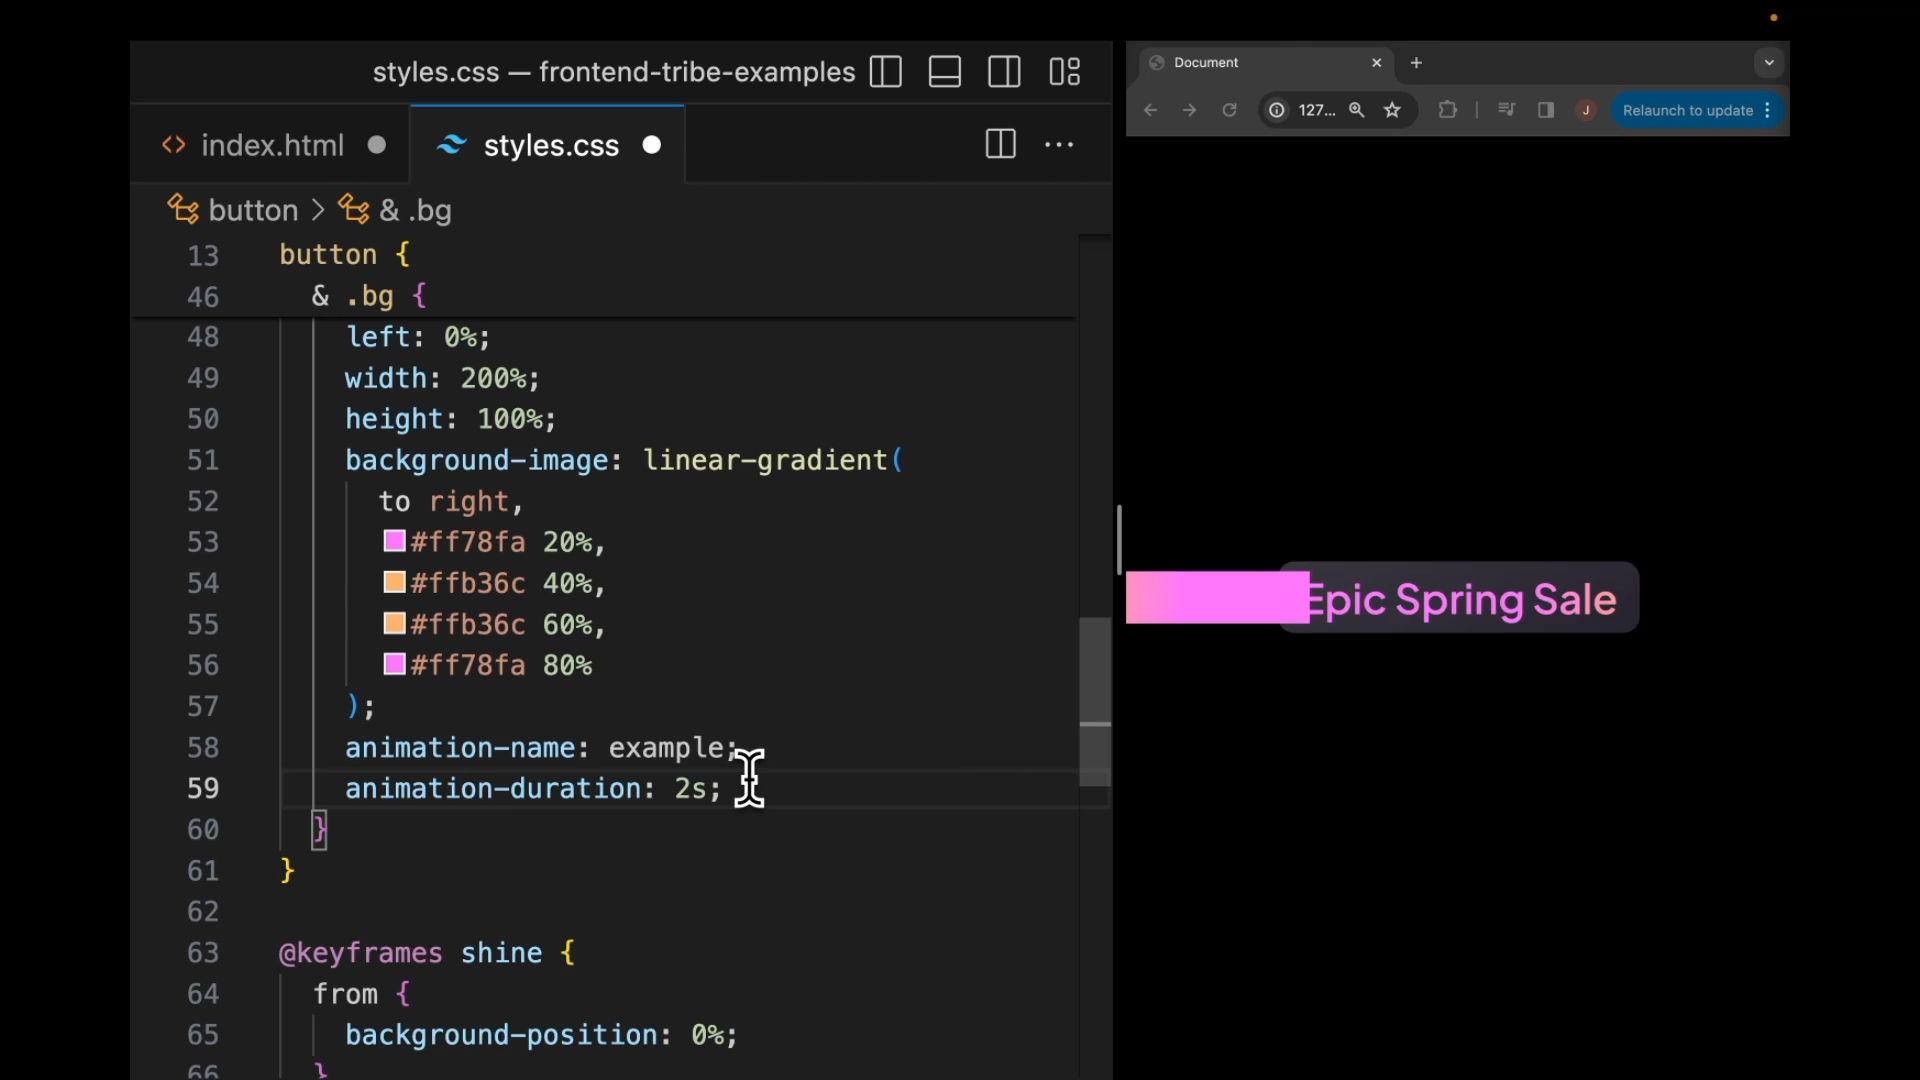 styles.css — frontend-tribe-examples
index.html
styles.css
button > & .bg
13 button {
46 & .bg {
48 left: 0%;
49 width: 200%;
50 height: 100%;
51 background-image: linear-gradient(
52 to right,
53 #ff78fa 20%,
54 #ffb36c 40%,
55 #ffb36c 60%,
56 #ff78fa 80%
57 );
58 animation-name: example;
59 animation-duration: 2s;
60 }
61 }
62
63 @keyframes shine {
64 from {
65 background-position: 0%;
66 }
Document
127...
J
Relaunch to update
Epic Spring Sale